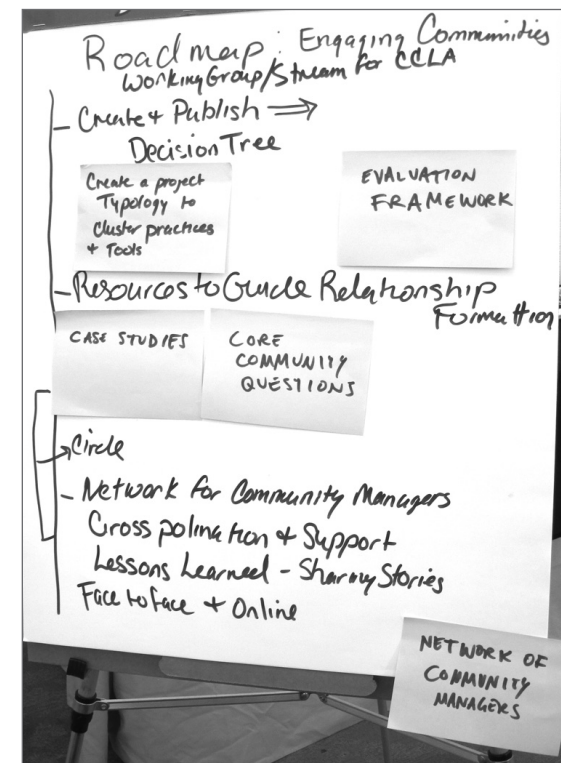 Roadmap: Engaging Communities
Working Group/Stream for CCLA
- Create + Publish ⇒
Decision Tree
Create a project
Typology to
Cluster practices
+ Tools
EVALUATION
FRAMEWORK
- Resources to Guide Relationship
Formation
CASE STUDIES
CORE
COMMUNITY
QUESTIONS
→ Circle
- Network for Community Managers
Cross polination + Support
Lessons Learned - Sharing Stories
Face to Face + Online
NETWORK OF
COMMUNITY
MANAGERS